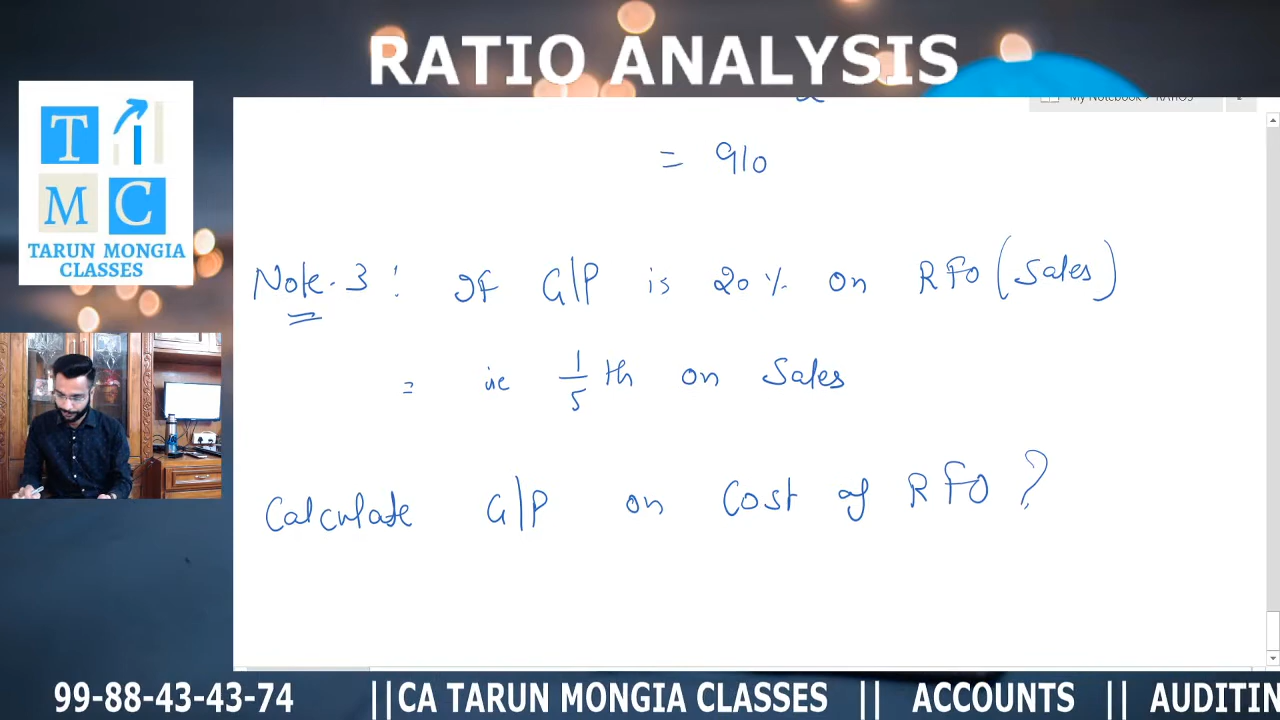 RATIO ANALYSIS
T
M C
TARUN MONGIA
CLASSES
= 910
Note-3: If G/P is 20% on RFO (Sales)
= ie 1/5 th on Sales
Calculate G/P on Cost of RFO ?
99-88-43-43-74 ||CA TARUN MONGIA CLASSES || ACCOUNTS || AUDITIN